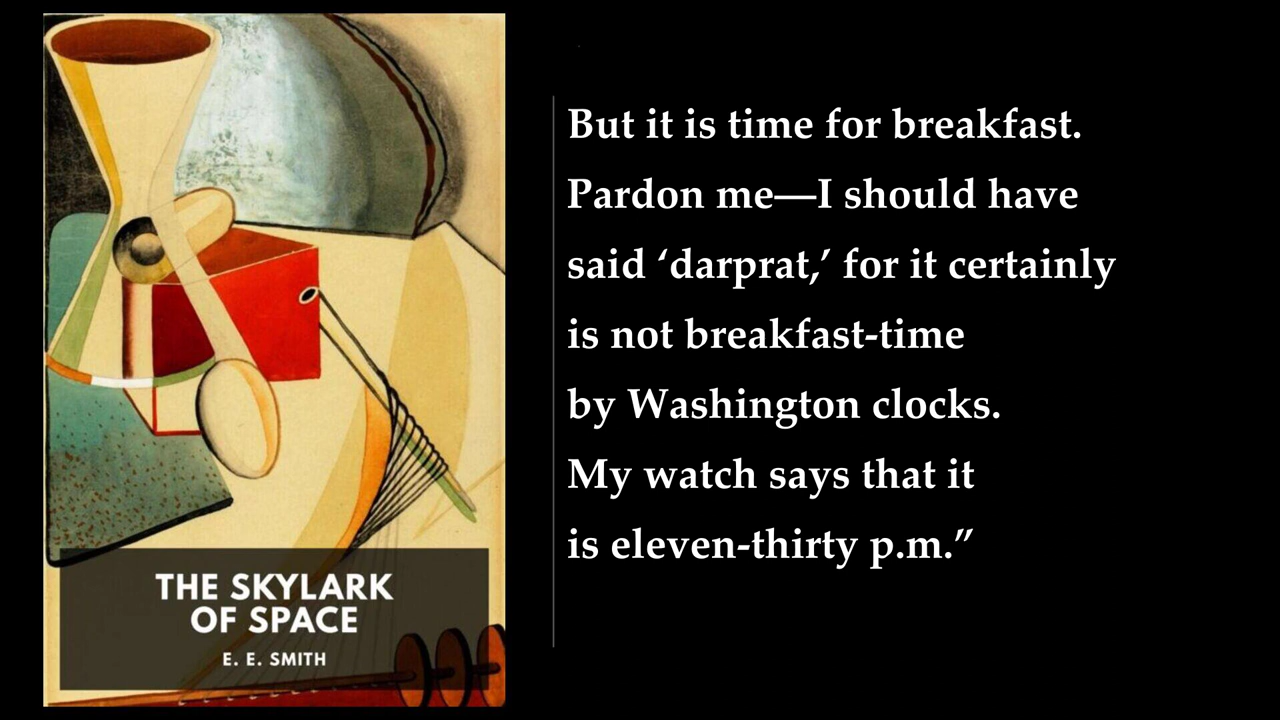 THE SKYLARK
OF SPACE
E. E. SMITH
But it is time for breakfast.
Pardon me—I should have
said ‘darprat,’ for it certainly
is not breakfast-time
by Washington clocks.
My watch says that it
is eleven-thirty p.m.”